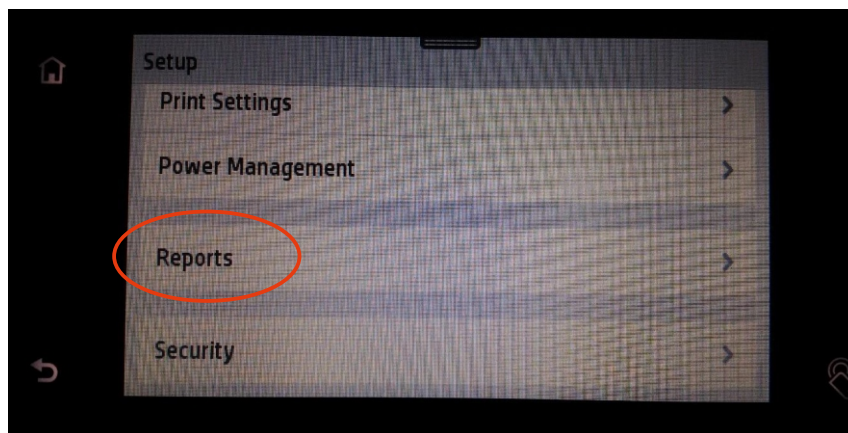 Setup
Print Settings
Power Management
Reports
Security